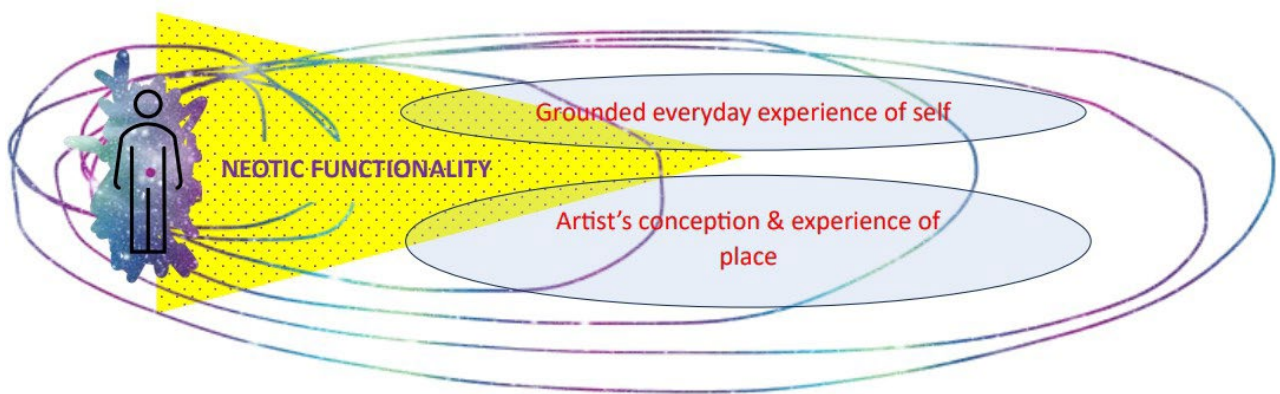 Grounded everyday experience of self
NEOTIC FUNCTIONALITY
Artist’s conception & experience of
place